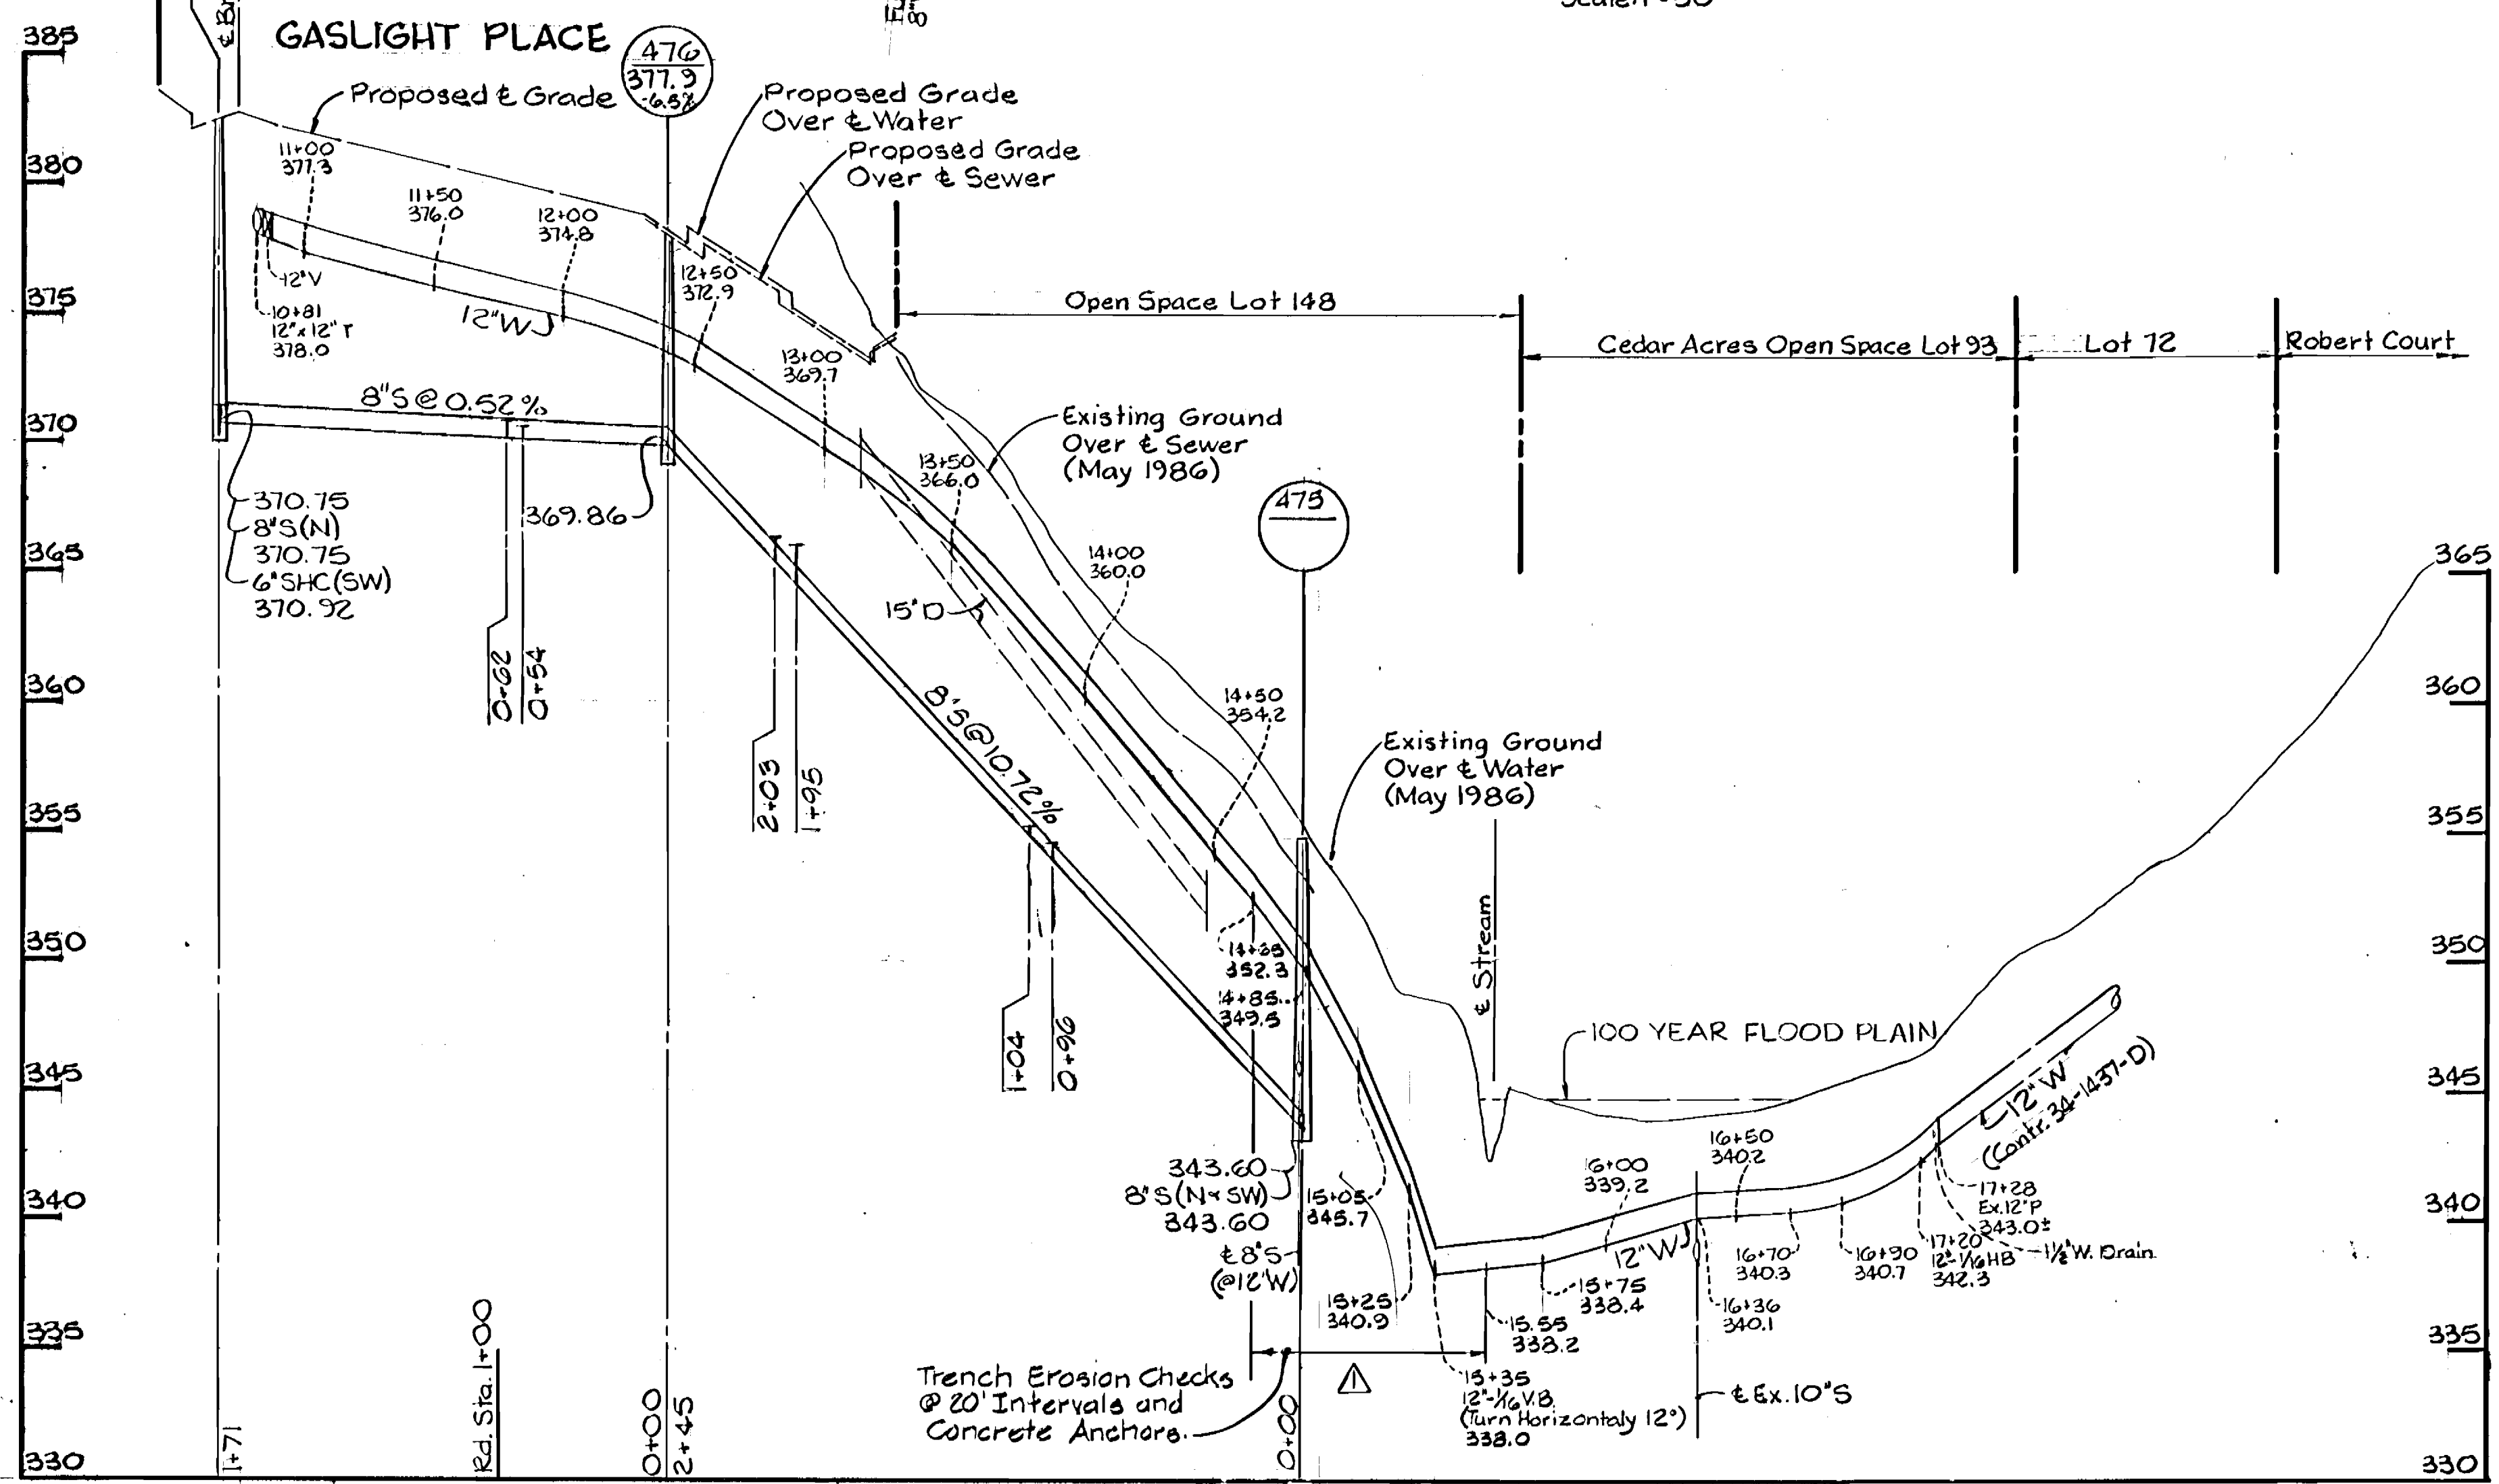 385
380
375
370
365
360
355
350
345
340
335
330
GASLIGHT PLACE
476
377.9
-6.5%
Proposed ℄ Grade
Proposed Grade
Over ℄ Water
Proposed Grade
Over ℄ Sewer
11+00
377.3
11+50
376.0
12+00
374.8
12+50
372.9
13+00
369.7
13+50
366.0
14+00
360.0
14+50
354.2
12"V
10+81
12"x12"T
378.0
12"W
8"S@0.52%
370.75
8"S(N)
370.75
6"SHC(SW)
370.92
369.86
0+62
0+54
2+03
1+95
15"D
8"S@10.72%
1+04
0+96
Open Space Lot 148
Cedar Acres Open Space Lot 93
Lot 72
Robert Court
Existing Ground
Over ℄ Sewer
(May 1986)
475
Existing Ground
Over ℄ Water
(May 1986)
℄ Stream
100 YEAR FLOOD PLAIN
14+65
352.3
14+85
349.5
343.60
8"S(N&SW)
343.60
℄8"S
(@12"W)
15+05
345.7
15+25
340.9
15+35
12"-1/16 V.B.
(Turn Horizontaly 12°)
338.0
15.55
338.2
15+75
338.4
16+00
339.2
12"W
16+36
340.1
16+50
340.2
16+70
340.3
16+90
340.7
17+20
12"-1/16 HB
342.3
17+28
Ex.12"P
343.0±
1½"W. Drain
12"W
(Contr. 34-1437-D)
℄ Ex.10"S
Trench Erosion Checks
@ 20' Intervals and
Concrete Anchors.
1
1+71
Rd. Sta. 1+00
0+00
2+45
0+00
365
360
355
350
345
340
335
330